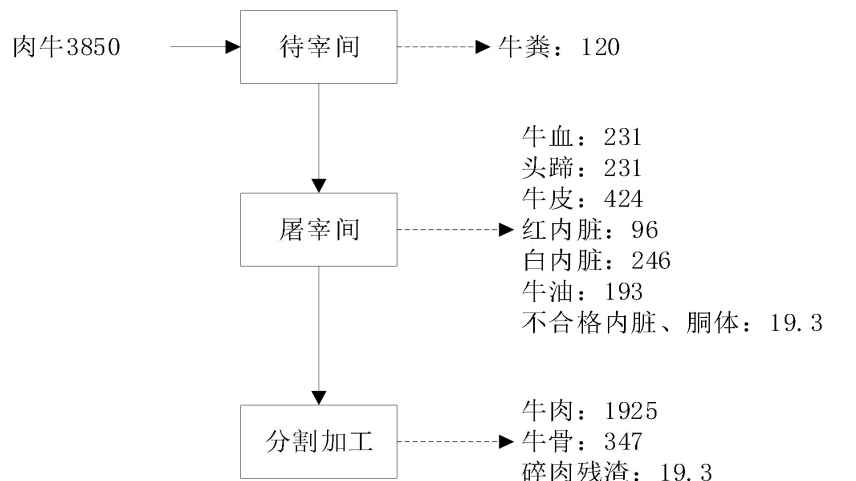 肉牛3850
待宰间
牛粪：120
牛血：231
头蹄：231
牛皮：424
屠宰间
红内脏：96
白内脏：246
牛油：193
不合格内脏、胴体：19.3
牛肉：1925
分割加工
牛骨：347
碎肉残渣：19.3